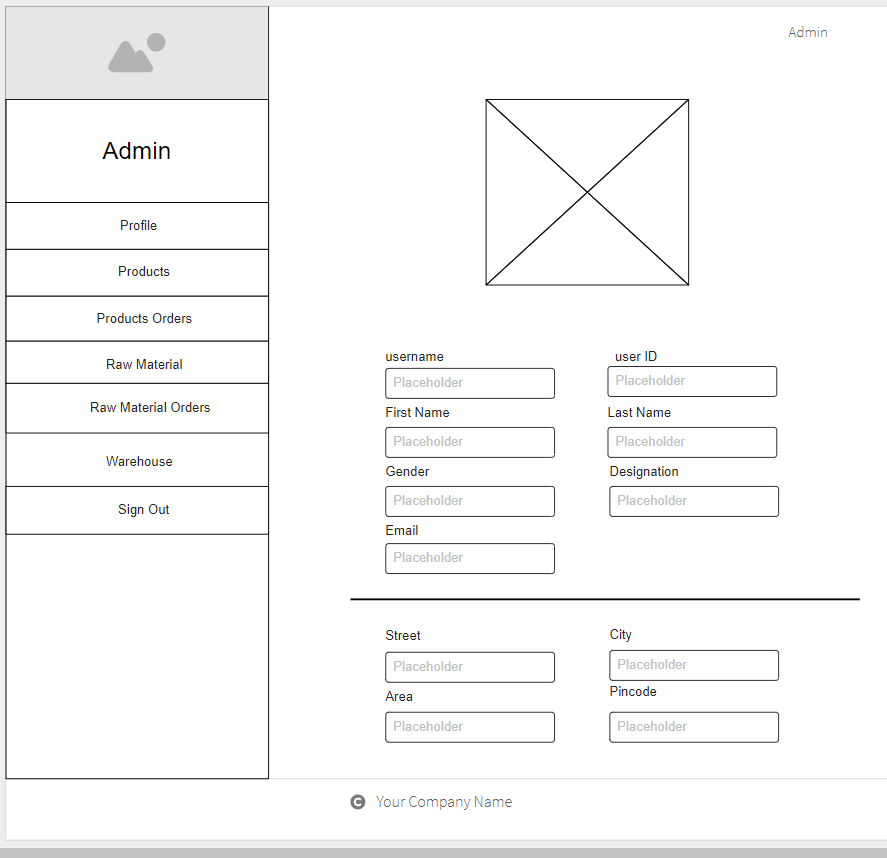 Admin
Admin
Profile
Products
Products Orders
Raw Material
Raw Material Orders
Warehouse
Sign Out
username
user ID
Placeholder
Placeholder
First Name
Last Name
Placeholder
Placeholder
Gender
Designation
Placeholder
Placeholder
Email
Placeholder
Street
City
Placeholder
Placeholder
Area
Pincode
Placeholder
Placeholder
© Your Company Name